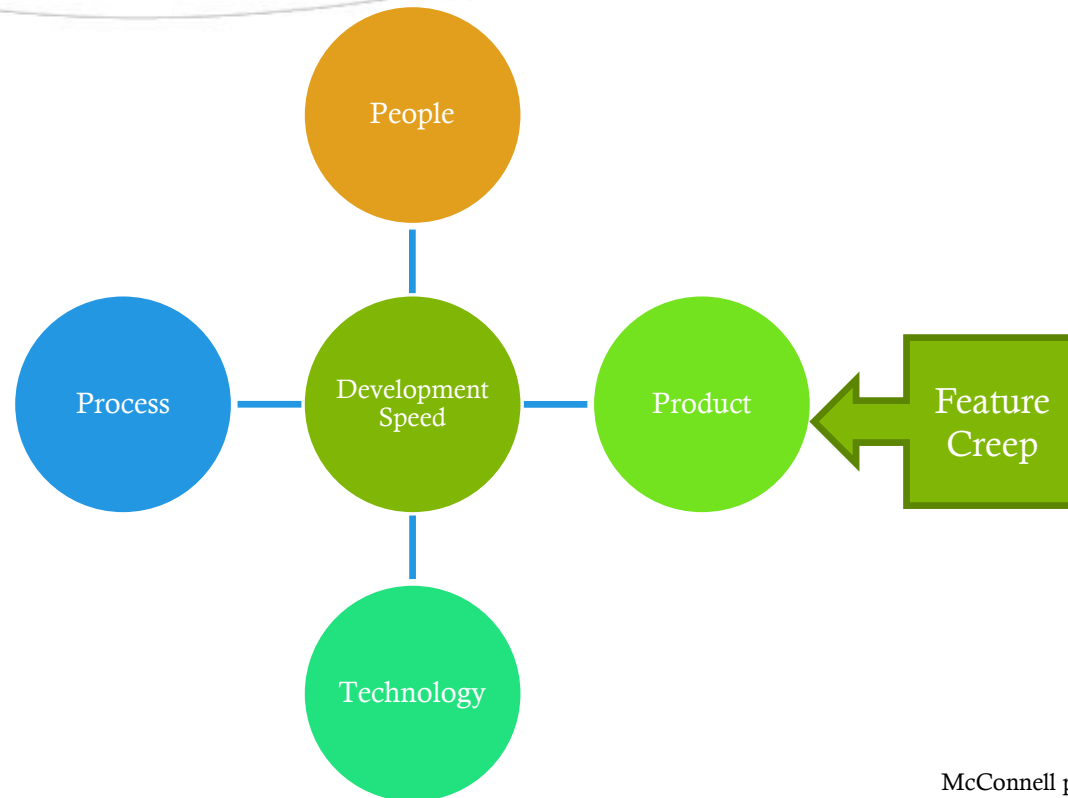 People
Process
Development
Speed
Product
Feature
Creep
Technology
McConnell p